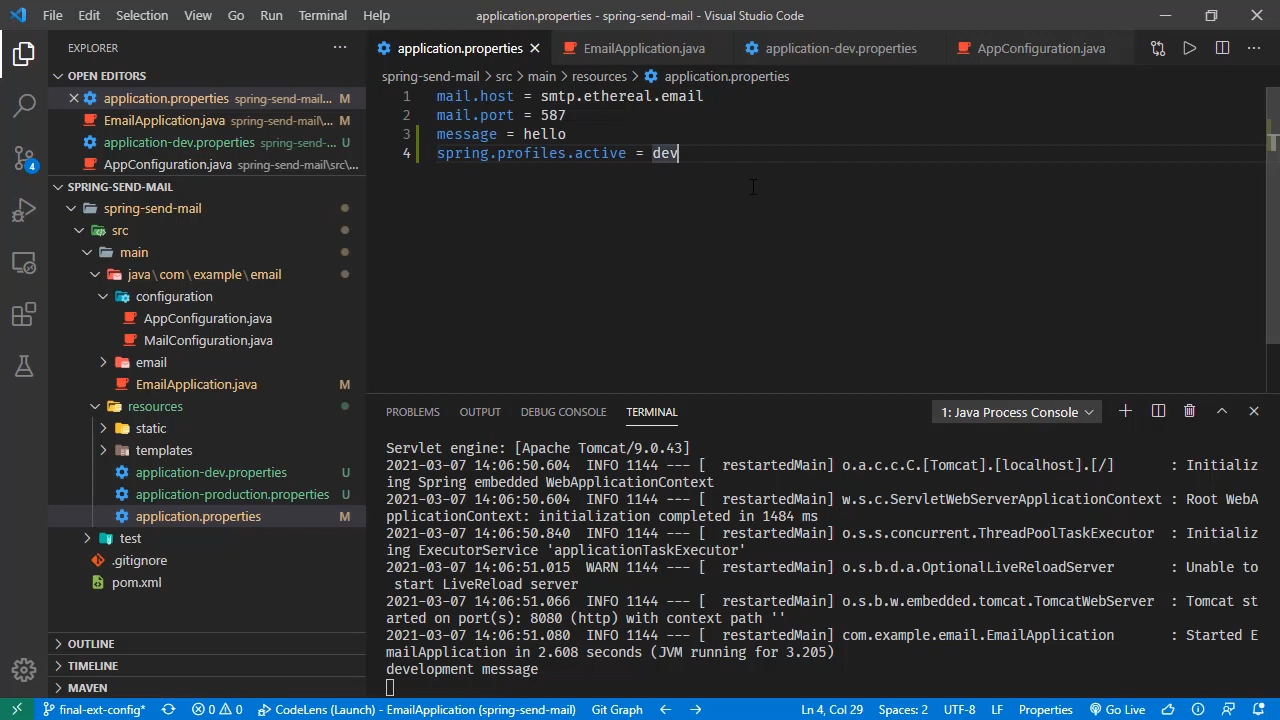 File Edit Selection View Go Run Terminal Help application.properties - spring-send-mail - Visual Studio Code
EXPLORER
OPEN EDITORS
application.properties spring-send-mail... M
EmailApplication.java spring-send-mail\... M
application-dev.properties spring-send-... U
AppConfiguration.java spring-send-mail\src\...
SPRING-SEND-MAIL
spring-send-mail
src
main
java\com\example\email
configuration
AppConfiguration.java
MailConfiguration.java
email
EmailApplication.java M
resources
static
templates
application-dev.properties U
application-production.properties U
application.properties M
test
.gitignore
pom.xml
OUTLINE
TIMELINE
MAVEN
4
application.properties EmailApplication.java application-dev.properties AppConfiguration.java
spring-send-mail > src > main > resources > application.properties
1 mail.host = smtp.ethereal.email
2 mail.port = 587
3 message = hello
4 spring.profiles.active = dev
PROBLEMS OUTPUT DEBUG CONSOLE TERMINAL 1: Java Process Console
Servlet engine: [Apache Tomcat/9.0.43]
2021-03-07 14:06:50.604 INFO 1144 --- [ restartedMain] o.a.c.c.C.[Tomcat].[localhost].[/] : Initializi
ng Spring embedded WebApplicationContext
2021-03-07 14:06:50.604 INFO 1144 --- [ restartedMain] w.s.c.ServletWebServerApplicationContext : Root WebA
pplicationContext: initialization completed in 1484 ms
2021-03-07 14:06:50.840 INFO 1144 --- [ restartedMain] o.s.s.concurrent.ThreadPoolTaskExecutor : Initializ
ing ExecutorService 'applicationTaskExecutor'
2021-03-07 14:06:51.015 WARN 1144 --- [ restartedMain] o.s.b.d.a.OptionalLiveReloadServer : Unable to
start LiveReload server
2021-03-07 14:06:51.066 INFO 1144 --- [ restartedMain] o.s.b.w.embedded.tomcat.TomcatWebServer : Tomcat st
arted on port(s): 8080 (http) with context path ''
2021-03-07 14:06:51.080 INFO 1144 --- [ restartedMain] com.example.email.EmailApplication : Started E
mailApplication in 2.608 seconds (JVM running for 3.205)
development message
final-ext-config* 0 0 CodeLens (Launch) - EmailApplication (spring-send-mail) Git Graph Ln 4, Col 29 Spaces: 2 UTF-8 LF Properties Go Live